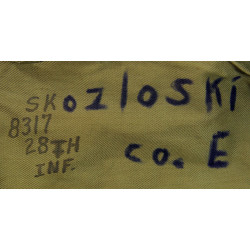 SKOZLOSKI
8317
28TH CO. E
INF.